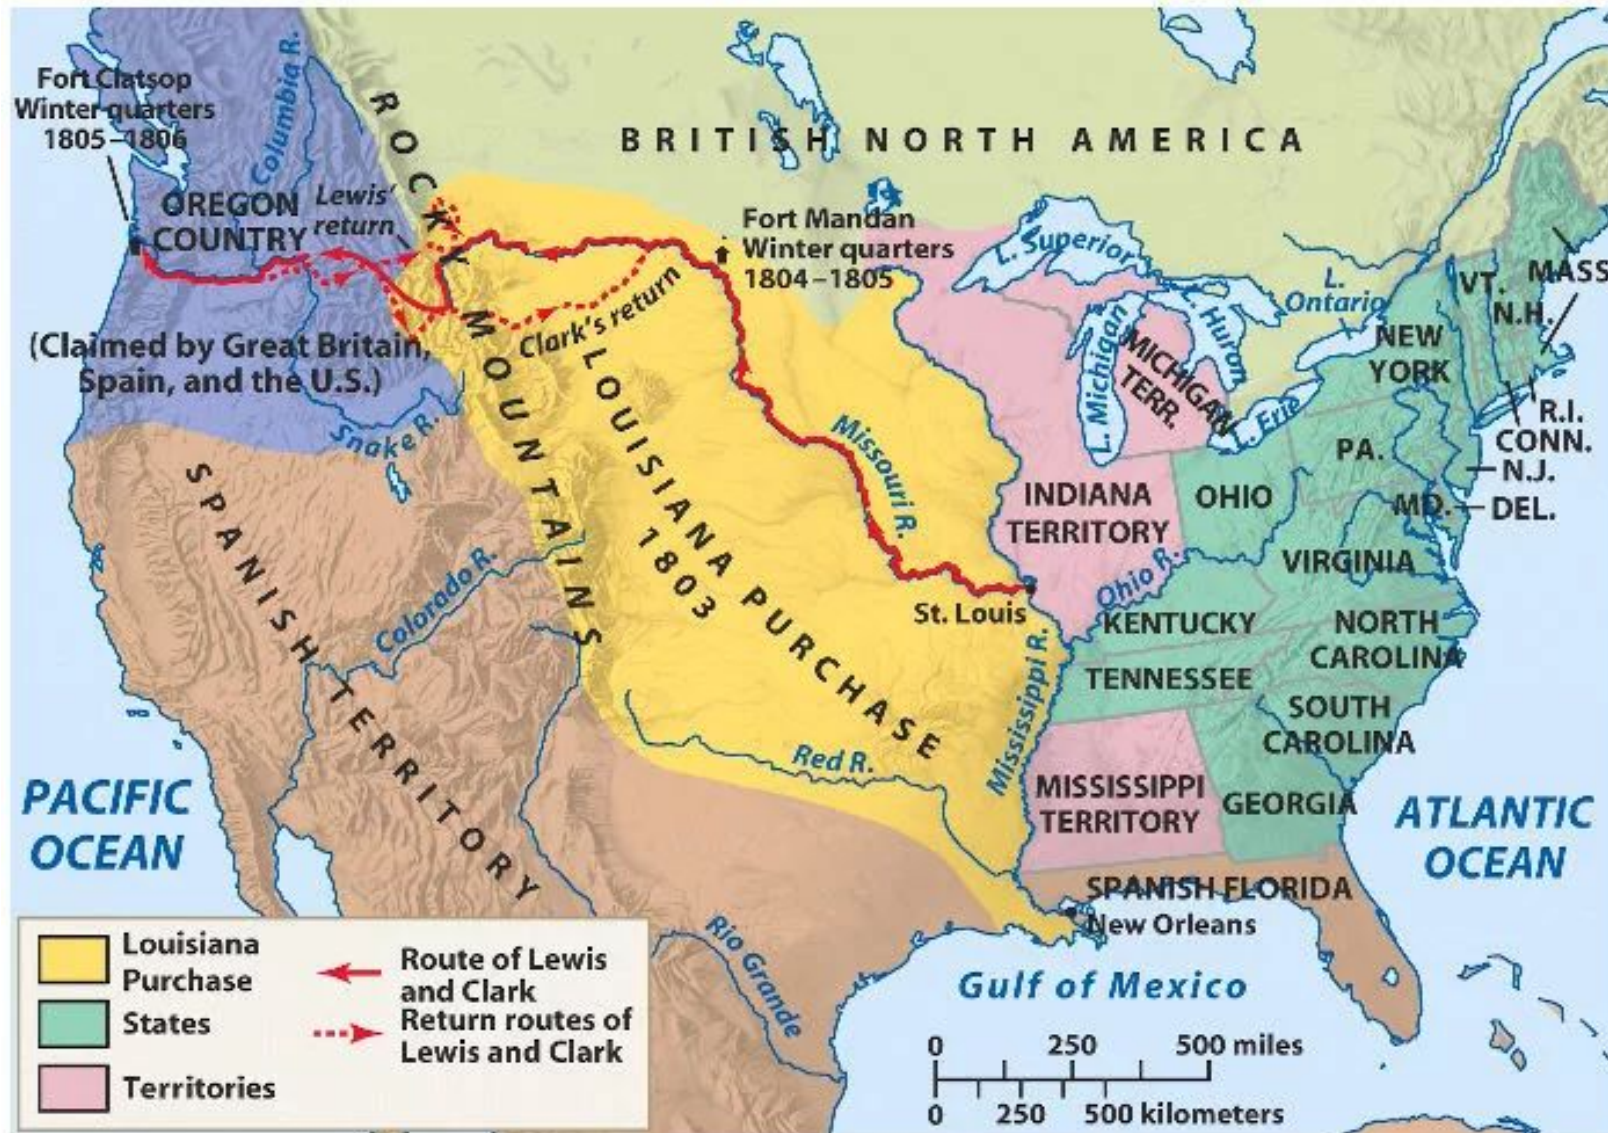 Fort Clatsop
Winter quarters
1805–1806
Columbia R.
ROCKY MOUNTAINS
BRITISH NORTH AMERICA
OREGON
COUNTRY
Lewis'
return
Fort Mandan
Winter quarters
1804–1805
L. Superior
L. Michigan
L. Huron
L.
Ontario
L. Erie
MICHIGAN
TERR.
VT.
MASS
N.H.
NEW
YORK
R.I.
CONN.
N.J.
PA.
MD.
DEL.
(Claimed by Great Britain,
Spain, and the U.S.)
Clark's return
Snake R.
Missouri R.
LOUISIANA PURCHASE
1803
INDIANA
TERRITORY
OHIO
VIRGINIA
Ohio R.
St. Louis
KENTUCKY
NORTH
CAROLINA
TENNESSEE
SOUTH
CAROLINA
SPANISH TERRITORY
Colorado R.
Mississippi R.
Red R.
MISSISSIPPI
TERRITORY
GEORGIA
PACIFIC
OCEAN
ATLANTIC
OCEAN
SPANISH FLORIDA
New Orleans
Rio Grande
Gulf of Mexico
Louisiana
Purchase
States
Territories
Route of Lewis
and Clark
Return routes of
Lewis and Clark
0 250 500 miles
0 250 500 kilometers